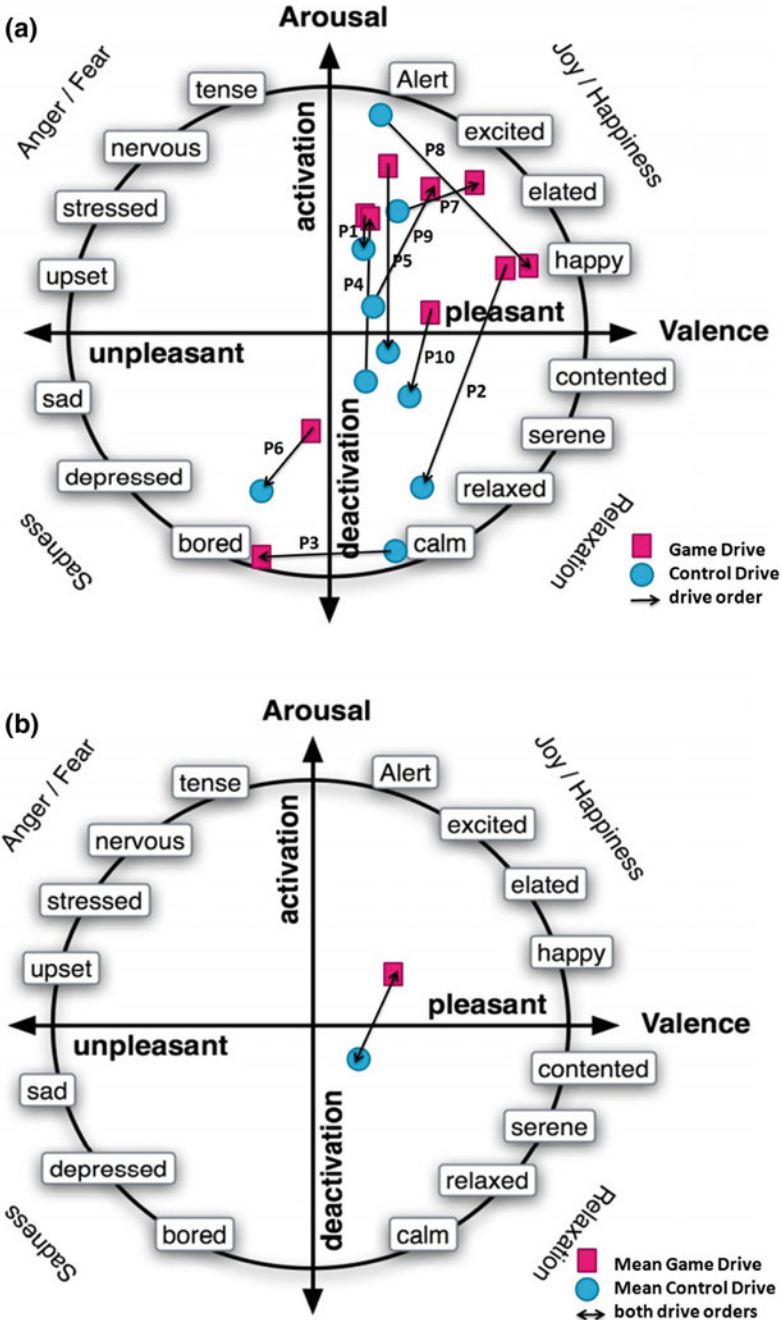 (a)
Arousal
Anger / Fear
Joy / Happiness
tense
Alert
activation
excited
nervous
P8
elated
stressed
P7
P1
P9
upset
P4
P5
happy
pleasant
Valence
unpleasant
P10
contented
sad
P2
deactivation
serene
P6
depressed
relaxed
bored
P3
calm
Sadness
Relaxation
Game Drive
Control Drive
drive order
(b)
Arousal
Anger / Fear
Joy / Happiness
tense
Alert
activation
excited
nervous
elated
stressed
happy
upset
pleasant
Valence
unpleasant
contented
sad
deactivation
serene
depressed
relaxed
bored
calm
Sadness
Relaxation
Mean Game Drive
Mean Control Drive
both drive orders